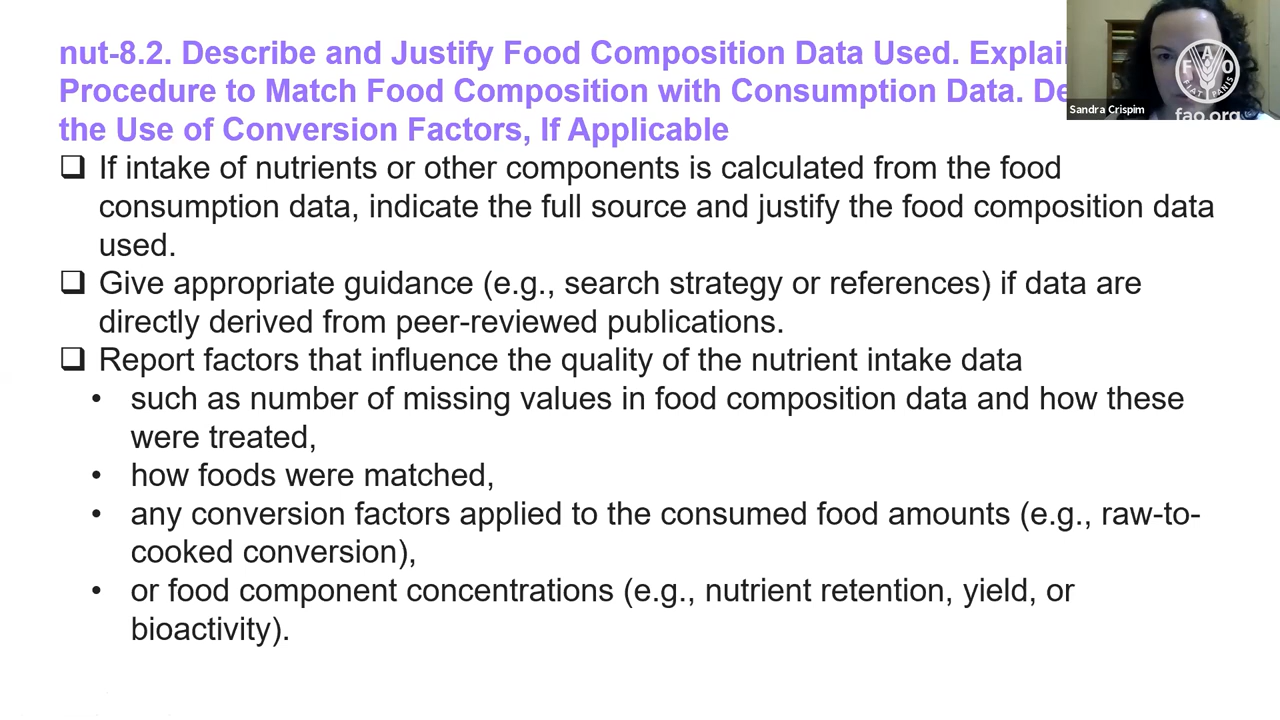 nut-8.2. Describe and Justify Food Composition Data Used. Explain
Procedure to Match Food Composition with Consumption Data.
the Use of Conversion Factors, If Applicable
❑ If intake of nutrients or other components is calculated from the food
consumption data, indicate the full source and justify the food composition data
used.
❑ Give appropriate guidance (e.g., search strategy or references) if data are
directly derived from peer-reviewed publications.
❑ Report factors that influence the quality of the nutrient intake data
• such as number of missing values in food composition data and how these
were treated,
• how foods were matched,
• any conversion factors applied to the consumed food amounts (e.g., raw-to-
cooked conversion),
• or food component concentrations (e.g., nutrient retention, yield, or
bioactivity).
Sandra Crispim
FAO
FIAT PANIS
fao.org